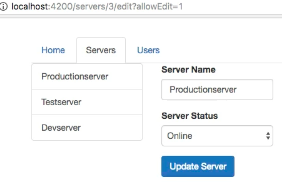 localhost:4200/servers/3/edit?allowEdit=1
Home Servers Users
Productionserver
Testserver
Devserver
Server Name
Productionserver
Server Status
Online
Update Server